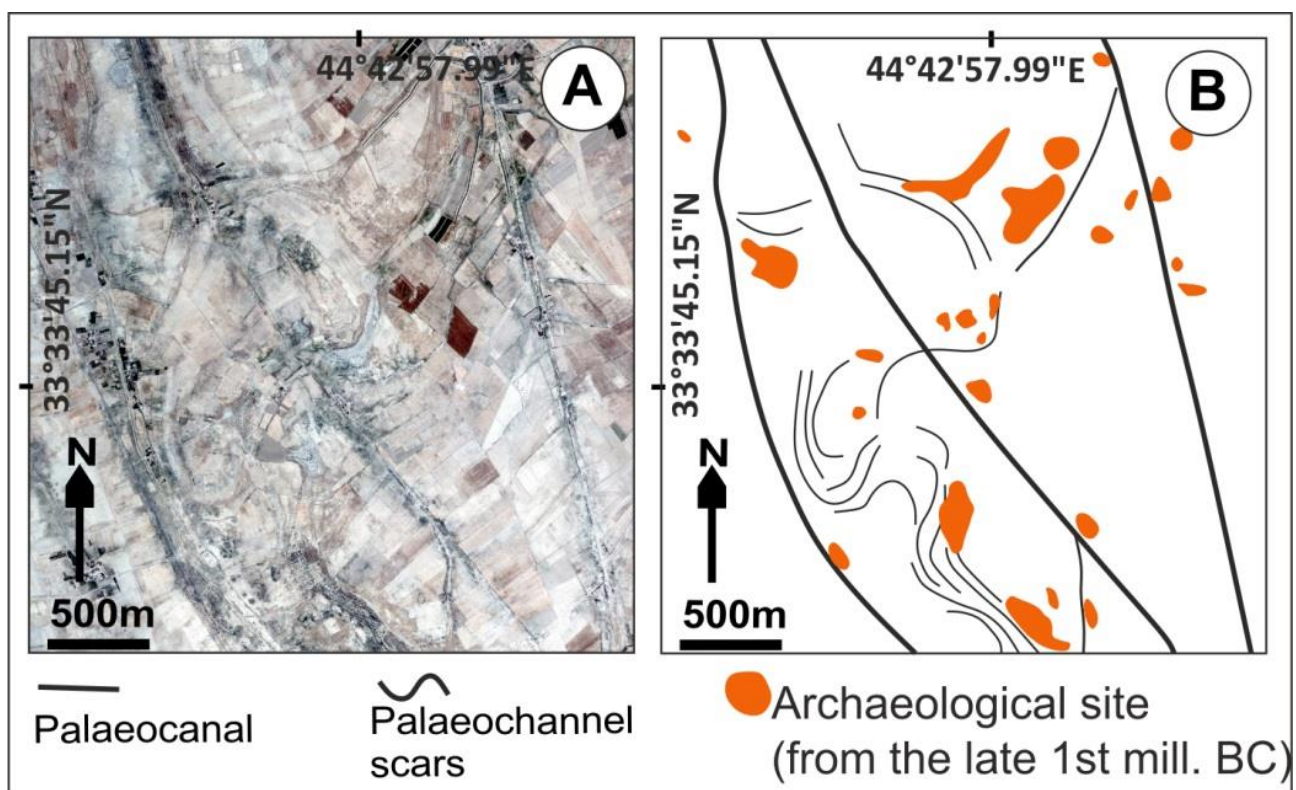 44°42'57.99"E
A
33°33'45.15"N
N
500m
44°42'57.99"E
B
33°33'45.15"N
N
500m
Palaeocanal
Palaeochannel
scars
Archaeological site
(from the late 1st mill. BC)